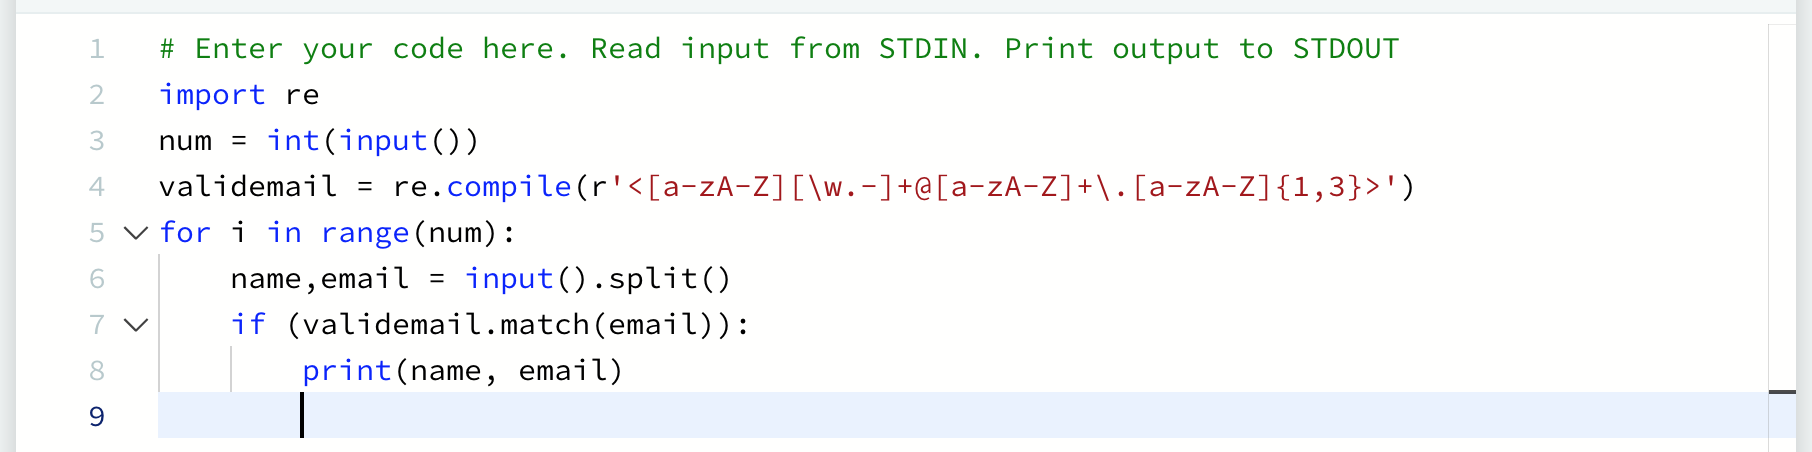 1 # Enter your code here. Read input from STDIN. Print output to STDOUT
2 import re
3 num = int(input())
4 validemail = re.compile(r'<[a-zA-Z][\w.-]+@[a-zA-Z]+\.[a-zA-Z]{1,3}>')
5 for i in range(num):
6 name,email = input().split()
7 if (validemail.match(email)):
8 print(name, email)
9